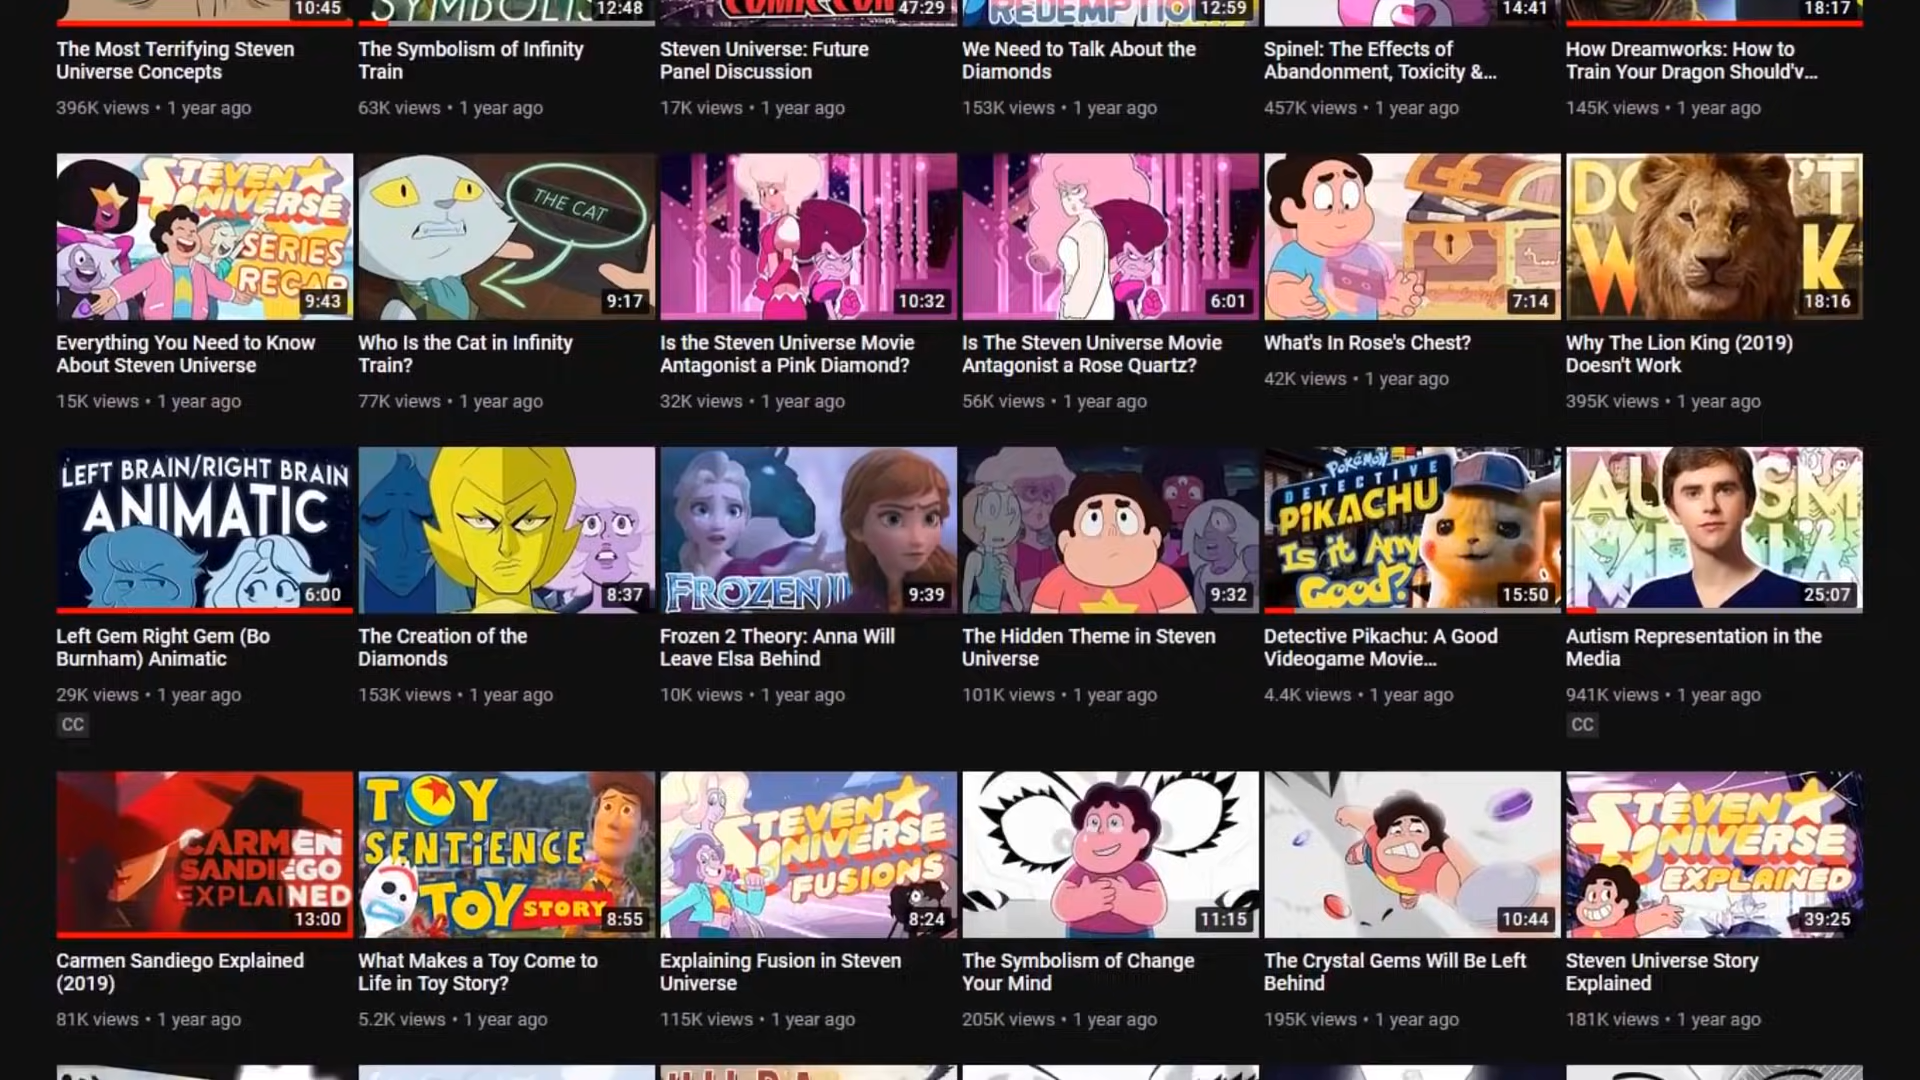 10:45
SYMBOLIS
12:48
COMIC CON
47:29
REDEMPTIO
12:59
14:41
18:17
The Most Terrifying Steven
Universe Concepts
396K views • 1 year ago
The Symbolism of Infinity
Train
63K views • 1 year ago
Steven Universe: Future
Panel Discussion
17K views • 1 year ago
We Need to Talk About the
Diamonds
153K views • 1 year ago
Spinel: The Effects of
Abandonment, Toxicity &...
457K views • 1 year ago
How Dreamworks: How to
Train Your Dragon Should'v...
145K views • 1 year ago
STEVEN
UNIVERSE
SERIES
RECAP
9:43
THE CAT
9:17
10:32
6:01
7:14
DO 'T
W K
18:16
Everything You Need to Know
About Steven Universe
15K views • 1 year ago
Who Is the Cat in Infinity
Train?
77K views • 1 year ago
Is the Steven Universe Movie
Antagonist a Pink Diamond?
32K views • 1 year ago
Is The Steven Universe Movie
Antagonist a Rose Quartz?
56K views • 1 year ago
What's In Rose's Chest?
42K views • 1 year ago
Why The Lion King (2019)
Doesn't Work
395K views • 1 year ago
LEFT BRAIN/RIGHT BRAIN
ANIMATIC
6:00
8:37
FROZEN II
9:39
9:32
POKéMON
DETECTIVE
PIKACHU
Is it Any
Good?
15:50
AU SM
MEDIA
25:07
Left Gem Right Gem (Bo
Burnham) Animatic
29K views • 1 year ago
CC
The Creation of the
Diamonds
153K views • 1 year ago
Frozen 2 Theory: Anna Will
Leave Elsa Behind
10K views • 1 year ago
The Hidden Theme in Steven
Universe
101K views • 1 year ago
Detective Pikachu: A Good
Videogame Movie...
4.4K views • 1 year ago
Autism Representation in the
Media
941K views • 1 year ago
CC
CARMEN
SANDIEGO
EXPLAINED
13:00
TOY
SENTIENCE
TOY STORY
8:55
STEVEN
UNIVERSE
FUSIONS
8:24
11:15
10:44
STEVEN
UNIVERSE
EXPLAINED
39:25
Carmen Sandiego Explained
(2019)
81K views • 1 year ago
What Makes a Toy Come to
Life in Toy Story?
5.2K views • 1 year ago
Explaining Fusion in Steven
Universe
115K views • 1 year ago
The Symbolism of Change
Your Mind
205K views • 1 year ago
The Crystal Gems Will Be Left
Behind
195K views • 1 year ago
Steven Universe Story
Explained
181K views • 1 year ago